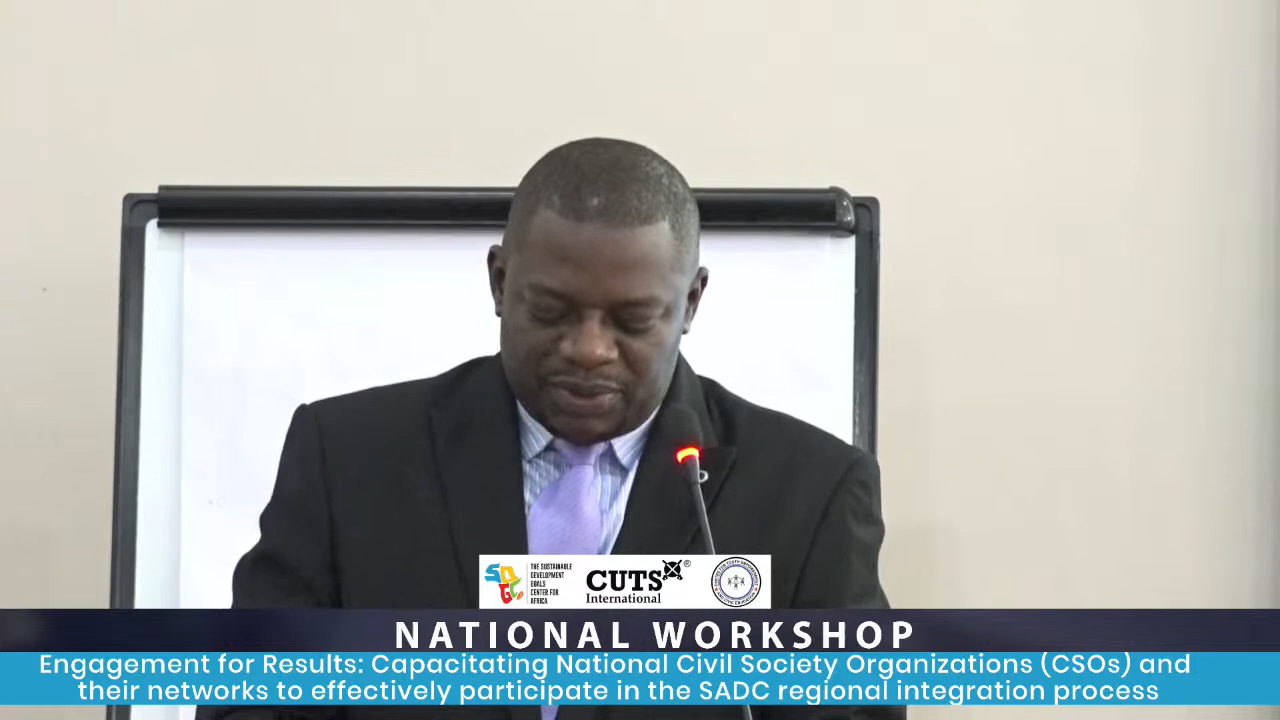 THE SUSTAINABLE
DEVELOPMENT
GOALS
CENTER FOR
AFRICA
CUTS®
International
NATIONAL WORKSHOP
Engagement for Results: Capacitating National Civil Society Organizations (CSOs) and
their networks to effectively participate in the SADC regional integration process